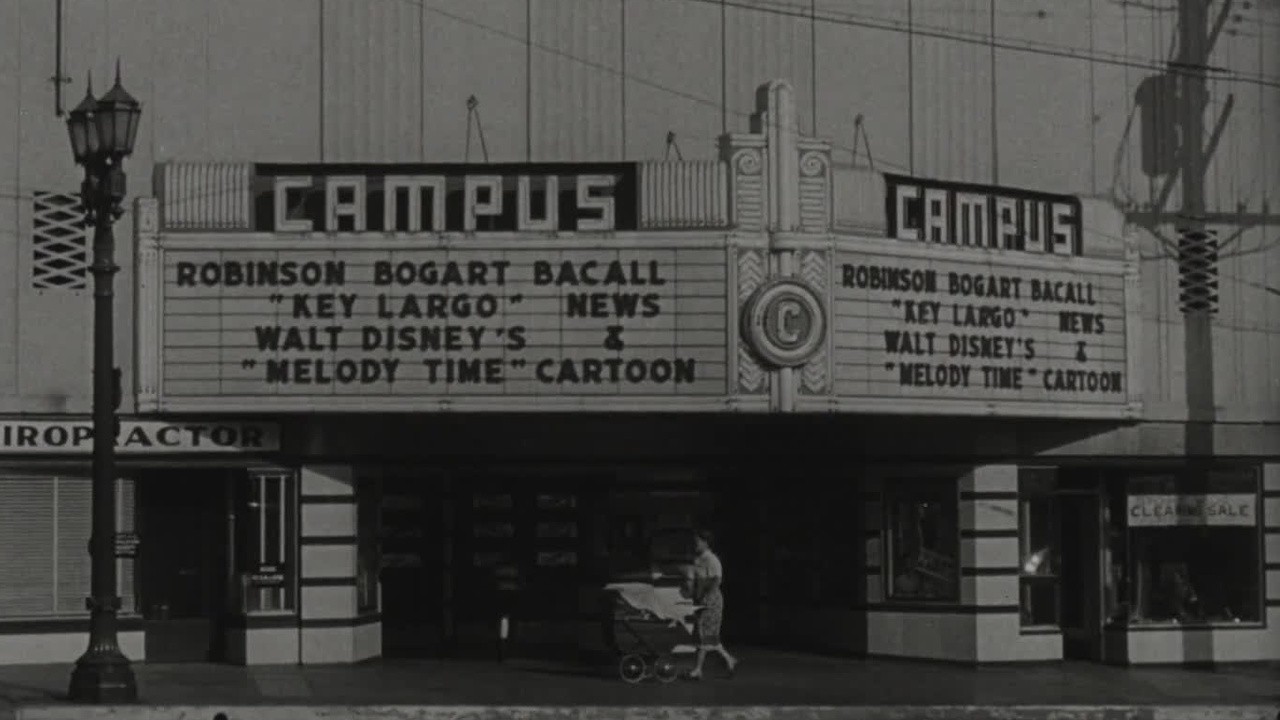 CAMPUS
ROBINSON BOGART BACALL
"KEY LARGO" NEWS
WALT DISNEY'S &
"MELODY TIME" CARTOON
C
CAMPUS
ROBINSON BOGART BACALL
"KEY LARGO" NEWS
WALT DISNEY'S &
"MELODY TIME" CARTOON
IROPRACTOR
SALE